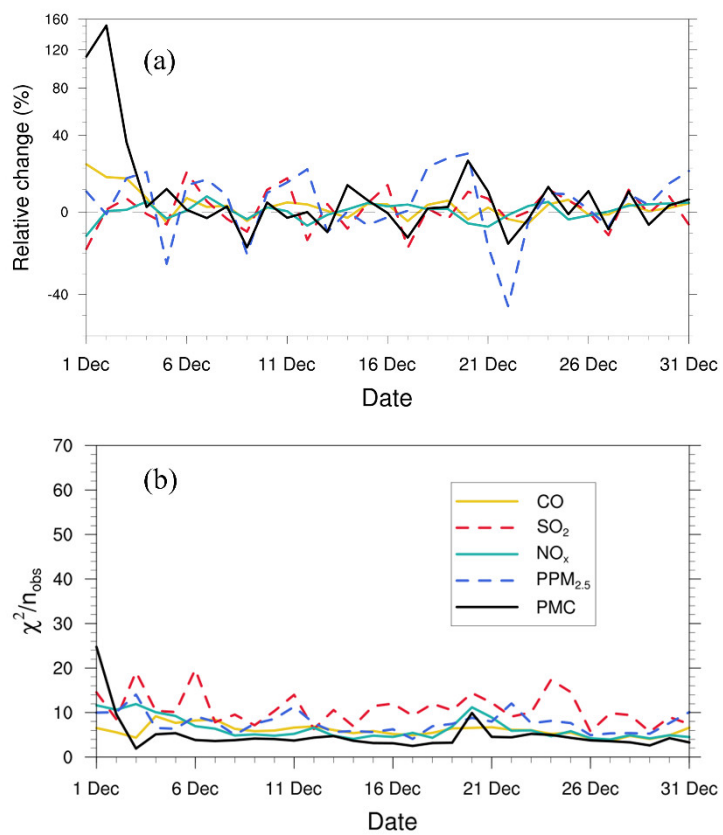 160
(a)
120
80
40
0
-40
Relative change (%)
1 Dec 6 Dec 11 Dec 16 Dec 21 Dec 26 Dec 31 Dec
Date
70
(b)
60
50
40
30
20
10
0
χ²/n_obs
CO
SO₂
NOₓ
PPM₂.₅
PMC
1 Dec 6 Dec 11 Dec 16 Dec 21 Dec 26 Dec 31 Dec
Date